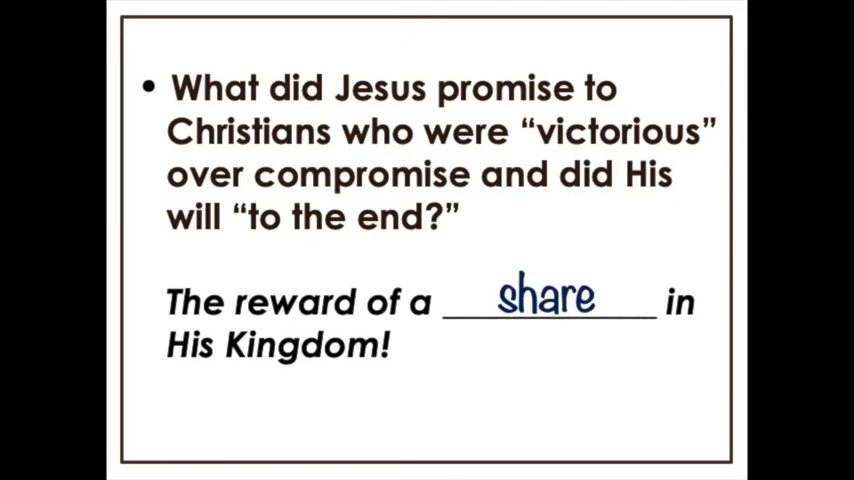 • What did Jesus promise to
Christians who were “victorious”
over compromise and did His
will “to the end?”
The reward of a share in
His Kingdom!